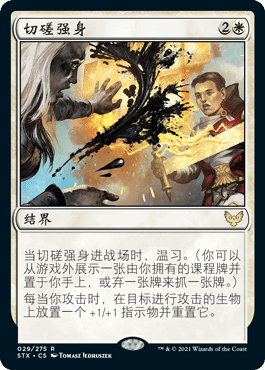 切磋强身 2
结界
当切磋强身进战场时，温习。（你可
以从游戏外展示一张由你拥有的课程牌并
置于你手上，或弃一张牌来抓一张牌。）
每当你攻击时，在目标进行攻击的生物
上放置一个 +1/+1 指示物并重置它。
029/275 R
STX • CS Tomasz Jedruszek
™ & © 2021 Wizards of the Coast